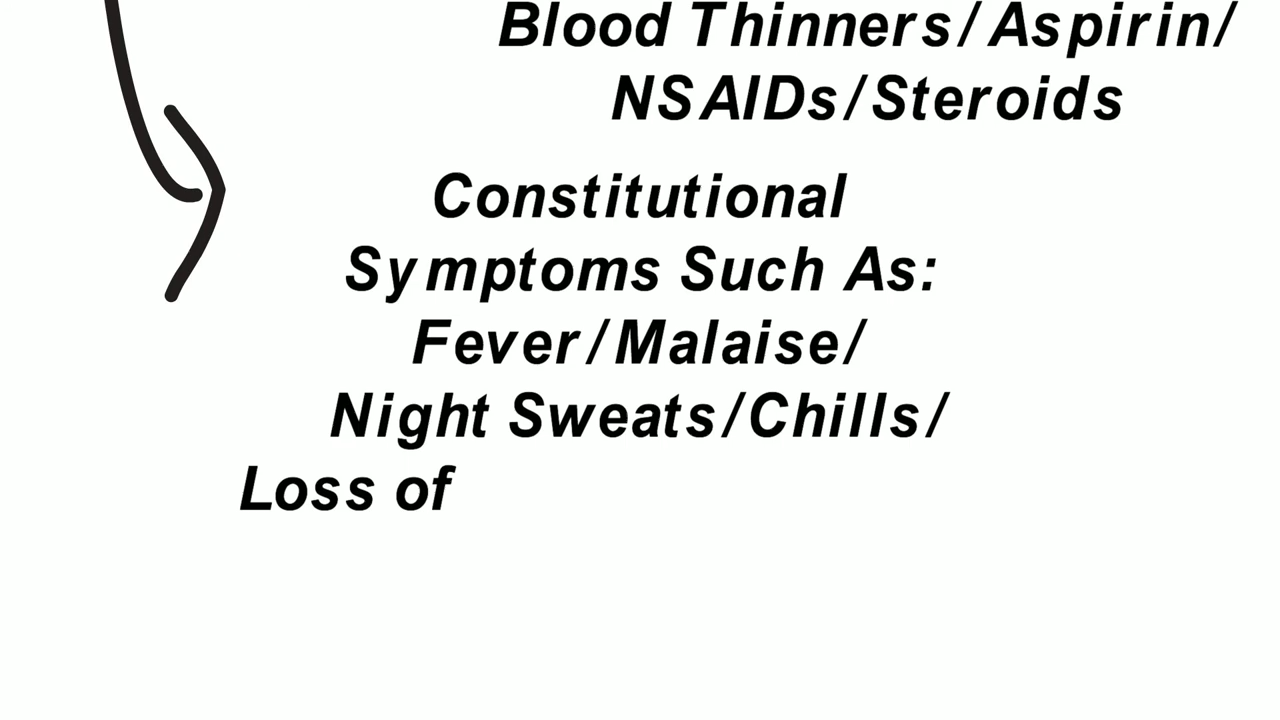 Blood Thinners/Aspirin/
NSAIDs/Steroids
Constitutional
Symptoms Such As:
Fever/Malaise/
Night Sweats/Chills/
Loss of